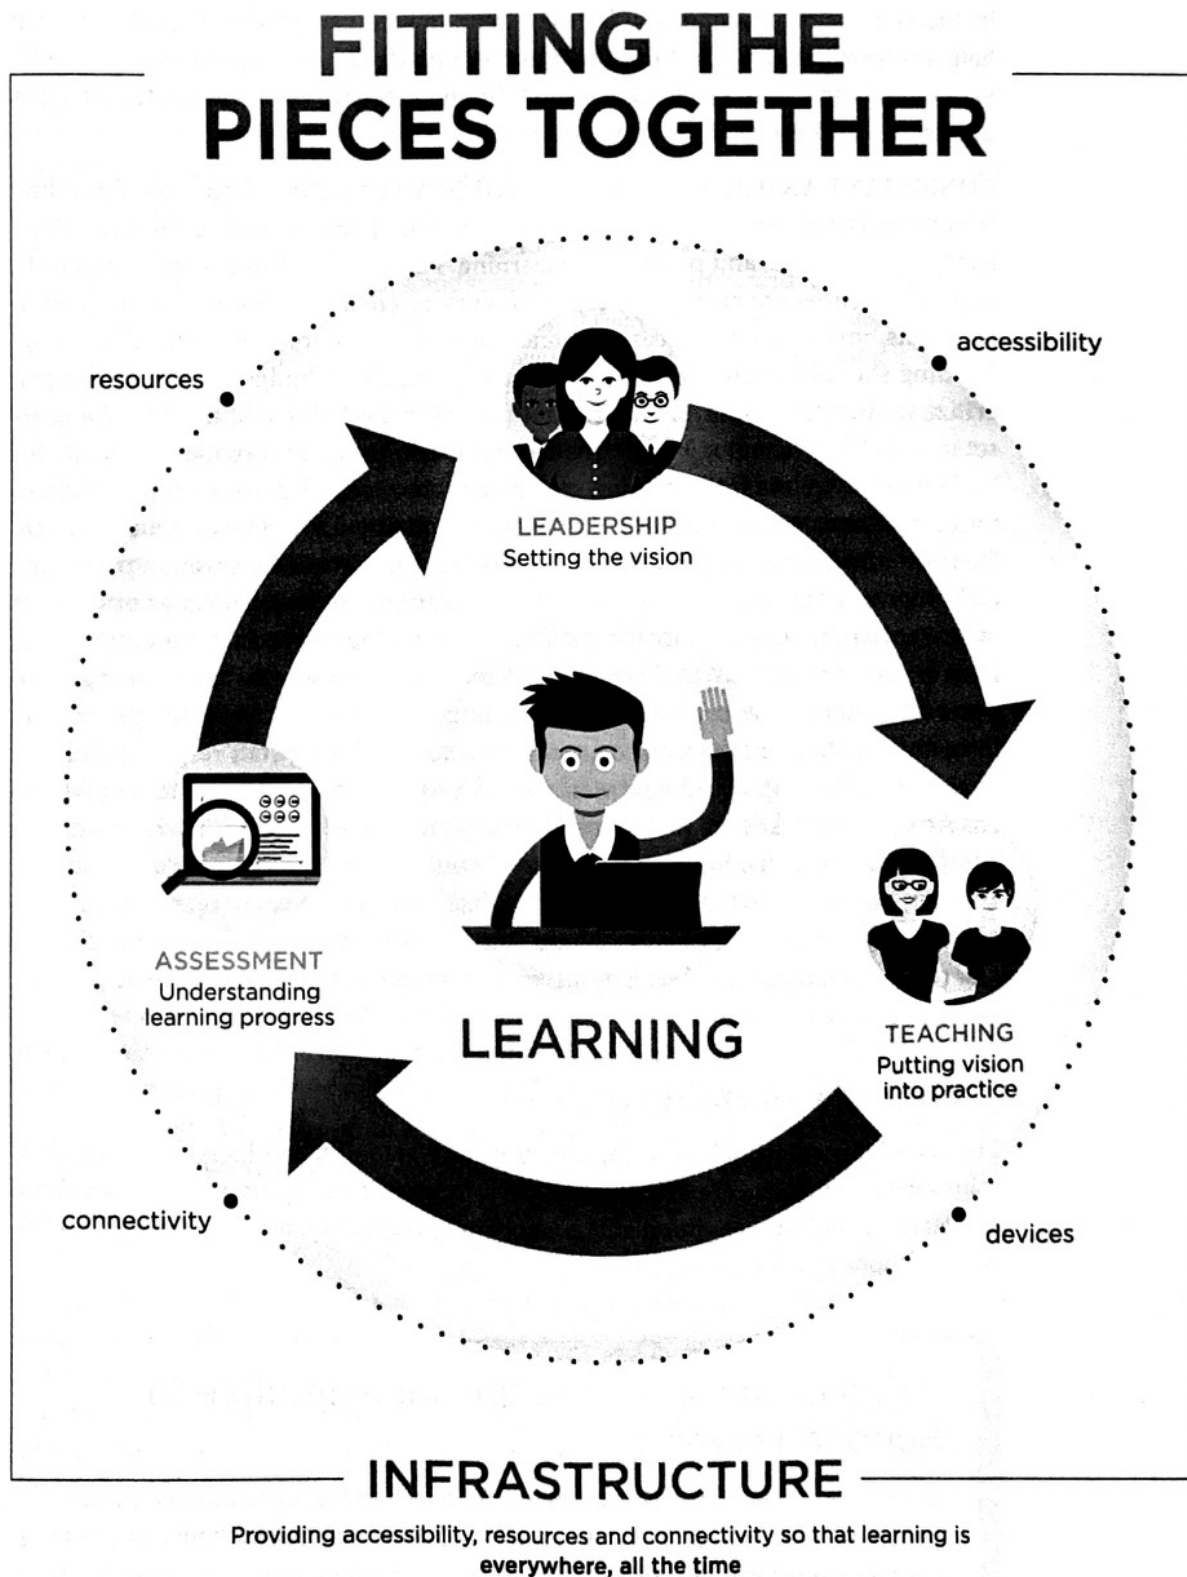 FITTING THE
PIECES TOGETHER
resources
accessibility
LEADERSHIP
Setting the vision
ASSESSMENT
Understanding
learning progress
LEARNING
TEACHING
Putting vision
into practice
connectivity
devices
INFRASTRUCTURE
Providing accessibility, resources and connectivity so that learning is
everywhere, all the time